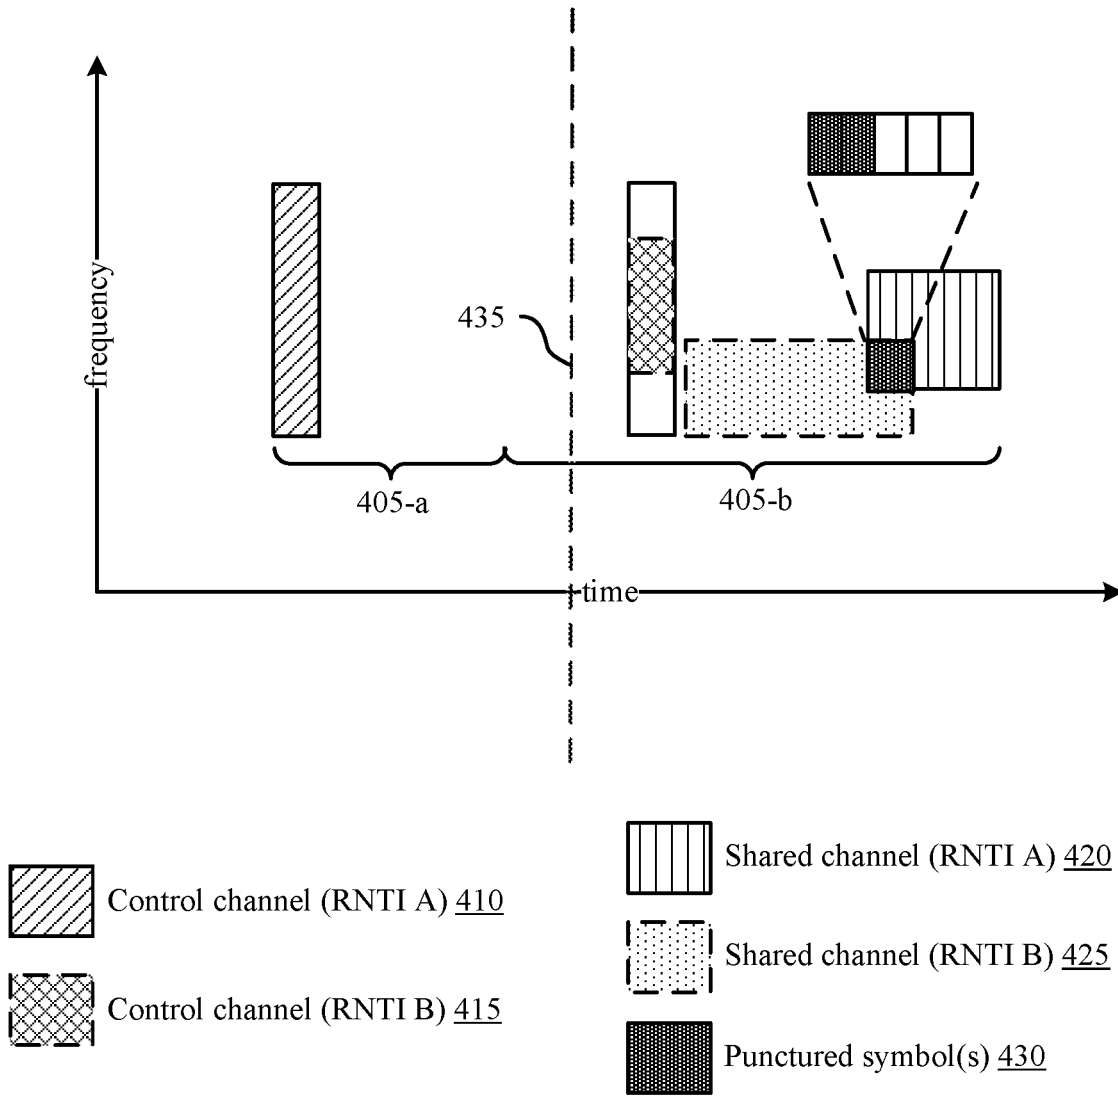 frequency
435
405-a
405-b
time
Control channel (RNTI A) 410
Control channel (RNTI B) 415
Shared channel (RNTI A) 420
Shared channel (RNTI B) 425
Punctured symbol(s) 430